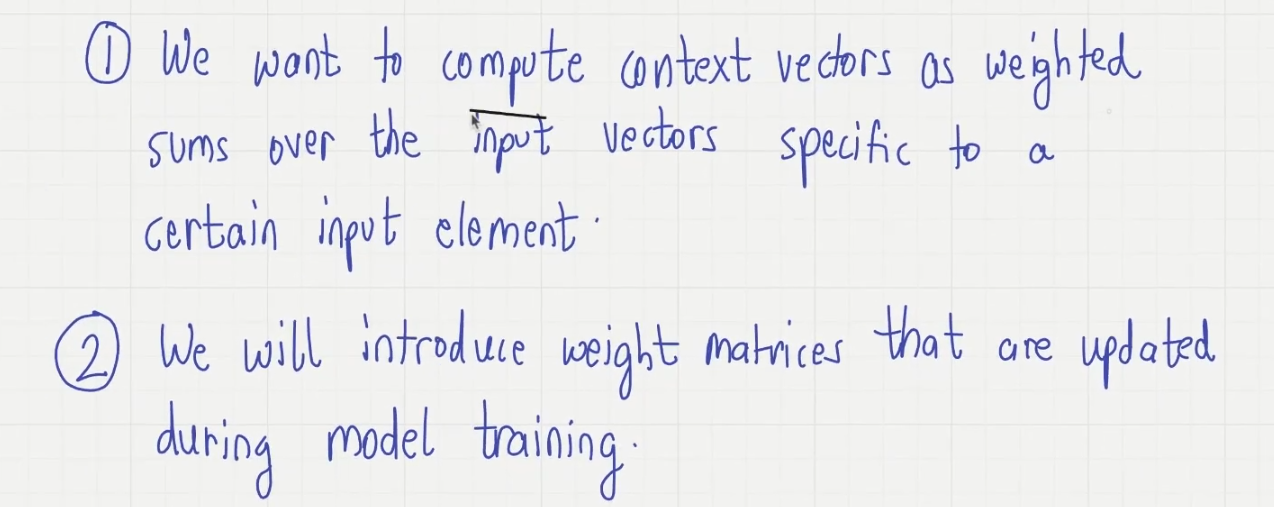 ① We want to compute context vectors as weighted
sums over the input vectors specific to a
certain input element.
② We will introduce weight matrices that are updated
during model training.